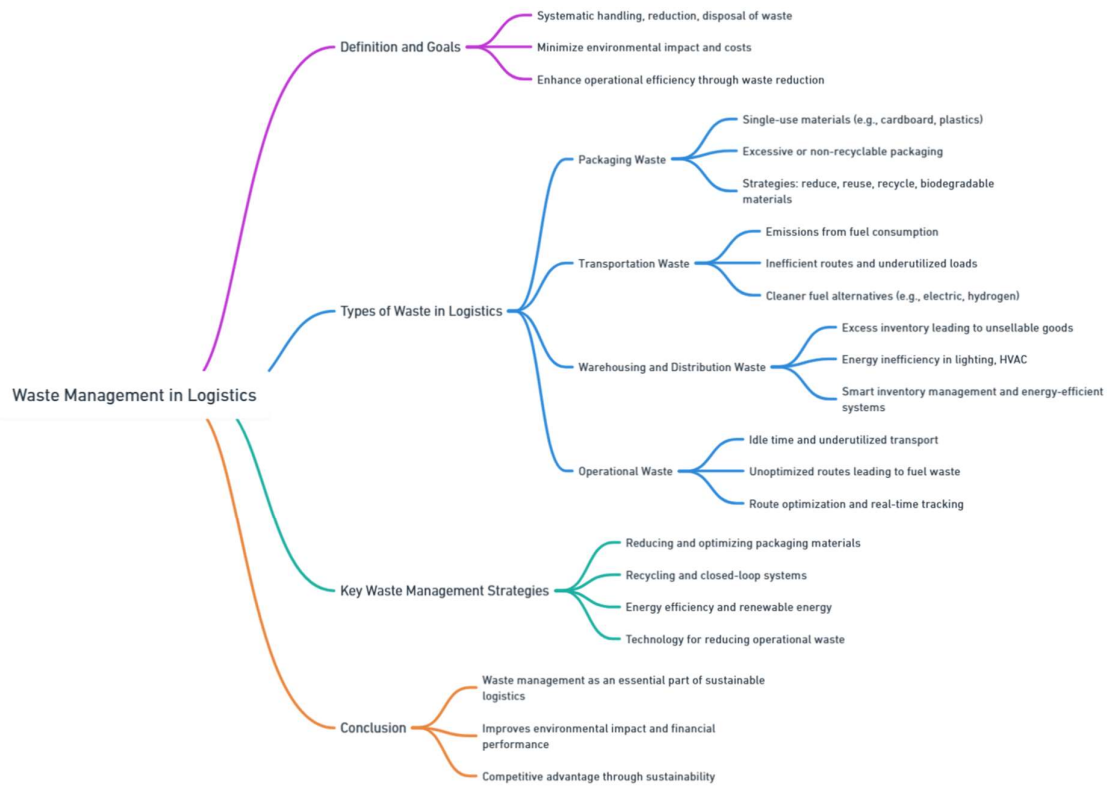 Waste Management in Logistics
Definition and Goals
Systematic handling, reduction, disposal of waste
Minimize environmental impact and costs
Enhance operational efficiency through waste reduction
Types of Waste in Logistics
Packaging Waste
Single-use materials (e.g., cardboard, plastics)
Excessive or non-recyclable packaging
Strategies: reduce, reuse, recycle, biodegradable
materials
Transportation Waste
Emissions from fuel consumption
Inefficient routes and underutilized loads
Cleaner fuel alternatives (e.g., electric, hydrogen)
Warehousing and Distribution Waste
Excess inventory leading to unsellable goods
Energy inefficiency in lighting, HVAC
Smart inventory management and energy-efficient
systems
Operational Waste
Idle time and underutilized transport
Unoptimized routes leading to fuel waste
Route optimization and real-time tracking
Key Waste Management Strategies
Reducing and optimizing packaging materials
Recycling and closed-loop systems
Energy efficiency and renewable energy
Technology for reducing operational waste
Conclusion
Waste management as an essential part of sustainable
logistics
Improves environmental impact and financial
performance
Competitive advantage through sustainability